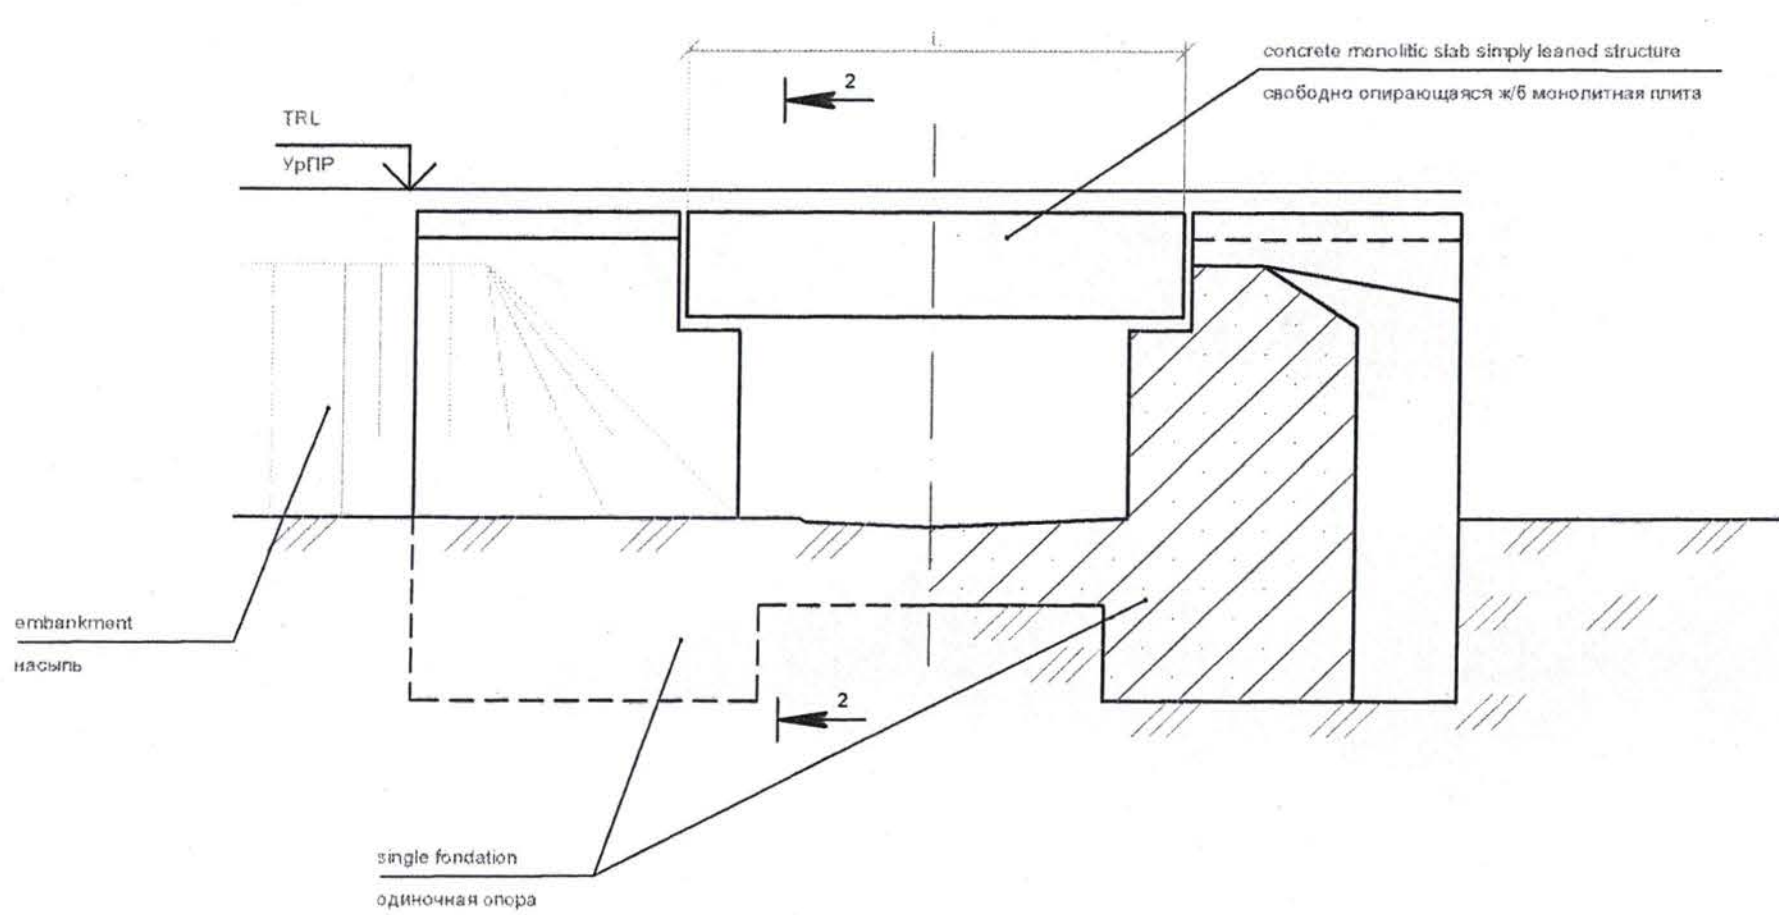 2
concrete monolitic slab simply leaned structure
свободно опирающаяся ж/б монолитная плита
TRL
УрПР
embankment
насыпь
2
single fondation
одиночная опора